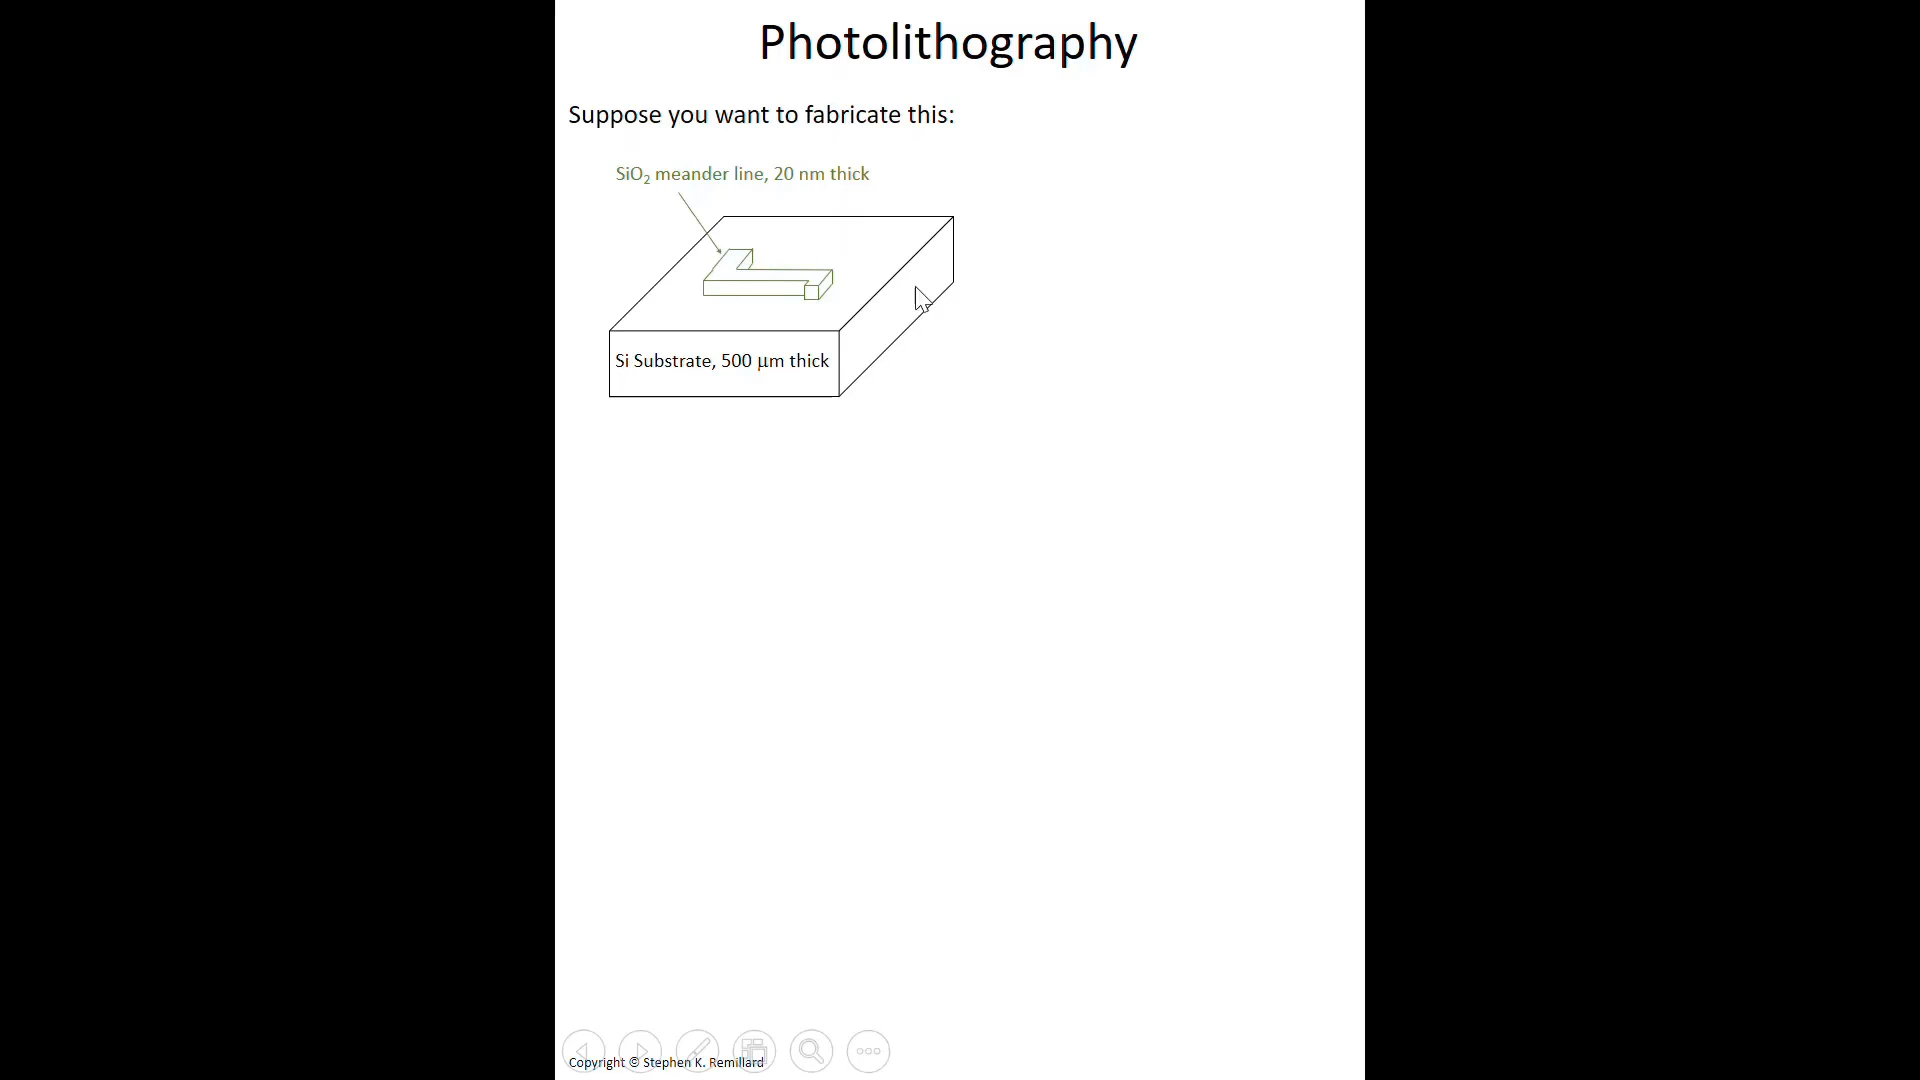 Photolithography
Suppose you want to fabricate this:
SiO₂ meander line, 20 nm thick
Si Substrate, 500 μm thick
Copyright © Stephen K. Remillard